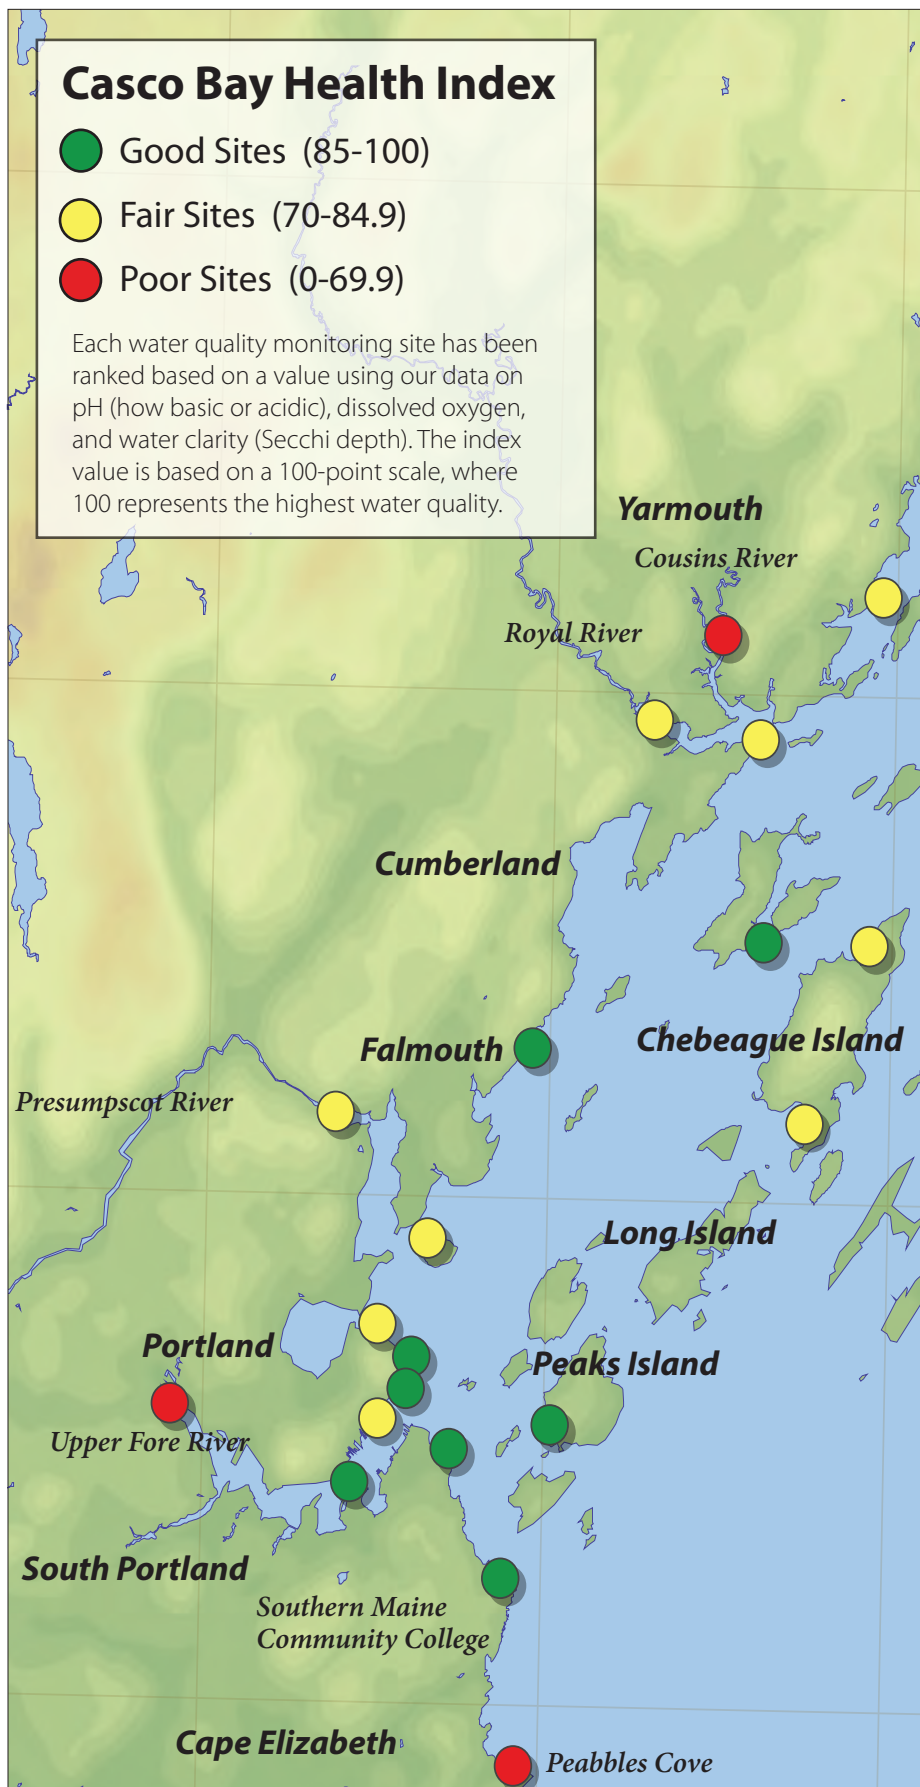 Casco Bay Health Index
Good Sites (85-100)
Fair Sites (70-84.9)
Poor Sites (0-69.9)
Each water quality monitoring site has been
ranked based on a value using our data on
pH (how basic or acidic), dissolved oxygen,
and water clarity (Secchi depth). The index
value is based on a 100-point scale, where
100 represents the highest water quality.
Yarmouth
Cousins River
Royal River
Cumberland
Falmouth
Chebeague Island
Presumpscot River
Long Island
Portland
Peaks Island
Upper Fore River
South Portland
Southern Maine
Community College
Cape Elizabeth
Peabbles Cove